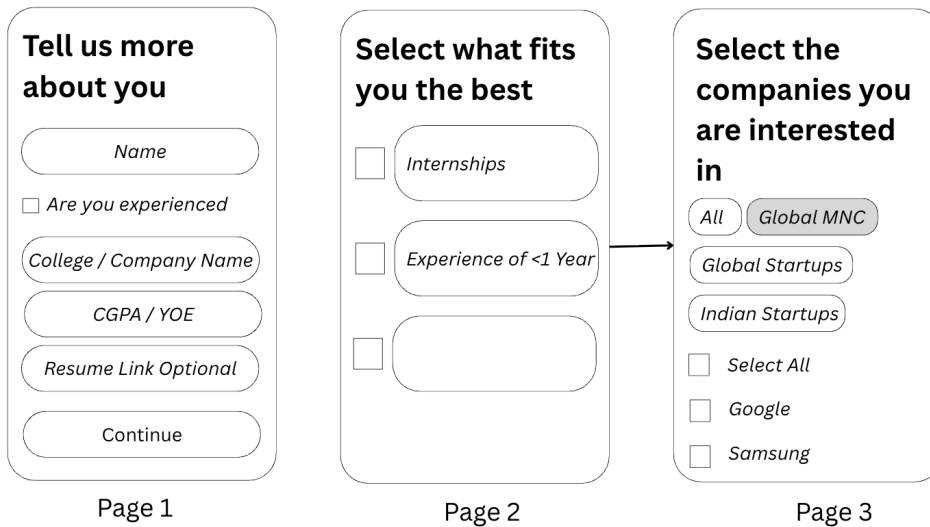 Tell us more
about you
Name
Are you experienced
College / Company Name
CGPA / YOE
Resume Link Optional
Continue
Page 1
Select what fits
you the best
Internships
Experience of <1 Year
Page 2
Select the
companies you
are interested
in
All
Global MNC
Global Startups
Indian Startups
Select All
Google
Samsung
Page 3